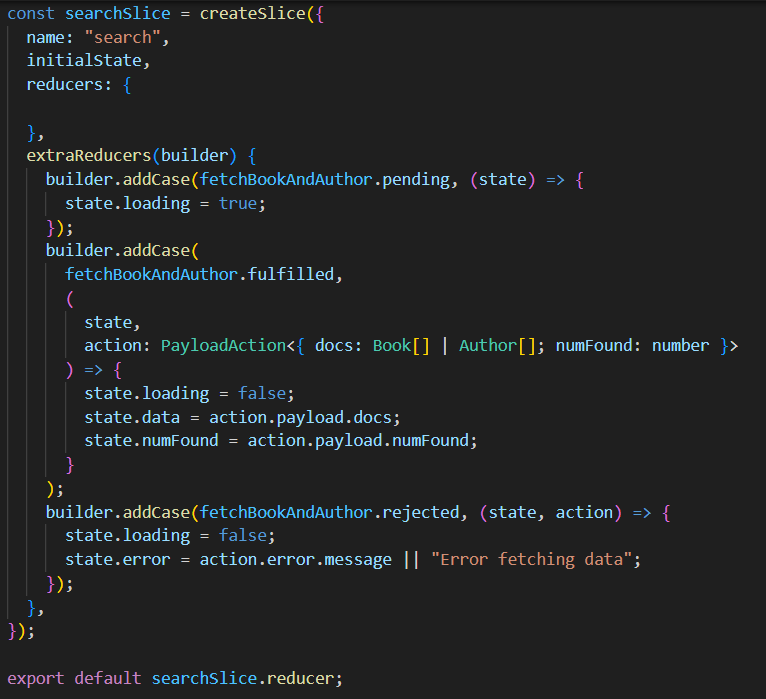 const searchSlice = createSlice({
  name: "search",
  initialState,
  reducers: {

  },
  extraReducers(builder) {
    builder.addCase(fetchBookAndAuthor.pending, (state) => {
      state.loading = true;
    });
    builder.addCase(
      fetchBookAndAuthor.fulfilled,
      (
        state,
        action: PayloadAction<{ docs: Book[] | Author[]; numFound: number }>
      ) => {
        state.loading = false;
        state.data = action.payload.docs;
        state.numFound = action.payload.numFound;
      }
    );
    builder.addCase(fetchBookAndAuthor.rejected, (state, action) => {
      state.loading = false;
      state.error = action.error.message || "Error fetching data";
    });
  },
});

export default searchSlice.reducer;